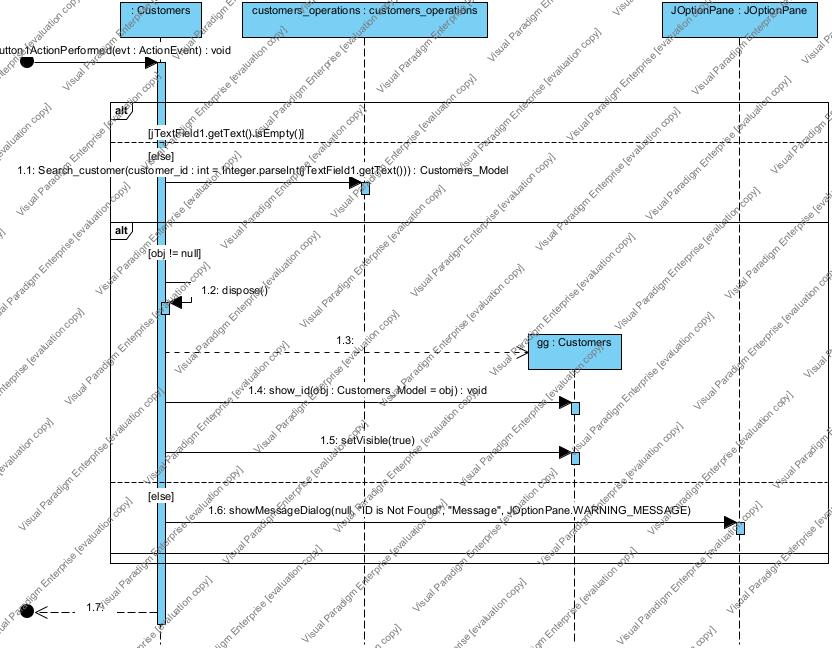 : Customers
customers_operations : customers_operations
JOptionPane : JOptionPane
utton1ActionPerformed(evt : ActionEvent) : void
alt
[jTextField1.getText().isEmpty()]
[else]
1.1: Search_customer(customer_id : int = Integer.parseInt(jTextField1.getText())) : Customers_Model
alt
[obj != null]
1.2: dispose()
1.3:
gg : Customers
1.4: show_id(obj : Customers_Model = obj) : void
1.5: setVisible(true)
[else]
1.6: showMessageDialog(null, "ID is Not Found", "Message", JOptionPane.WARNING_MESSAGE)
1.7:
Visual Paradigm Enterprise [evaluation copy]